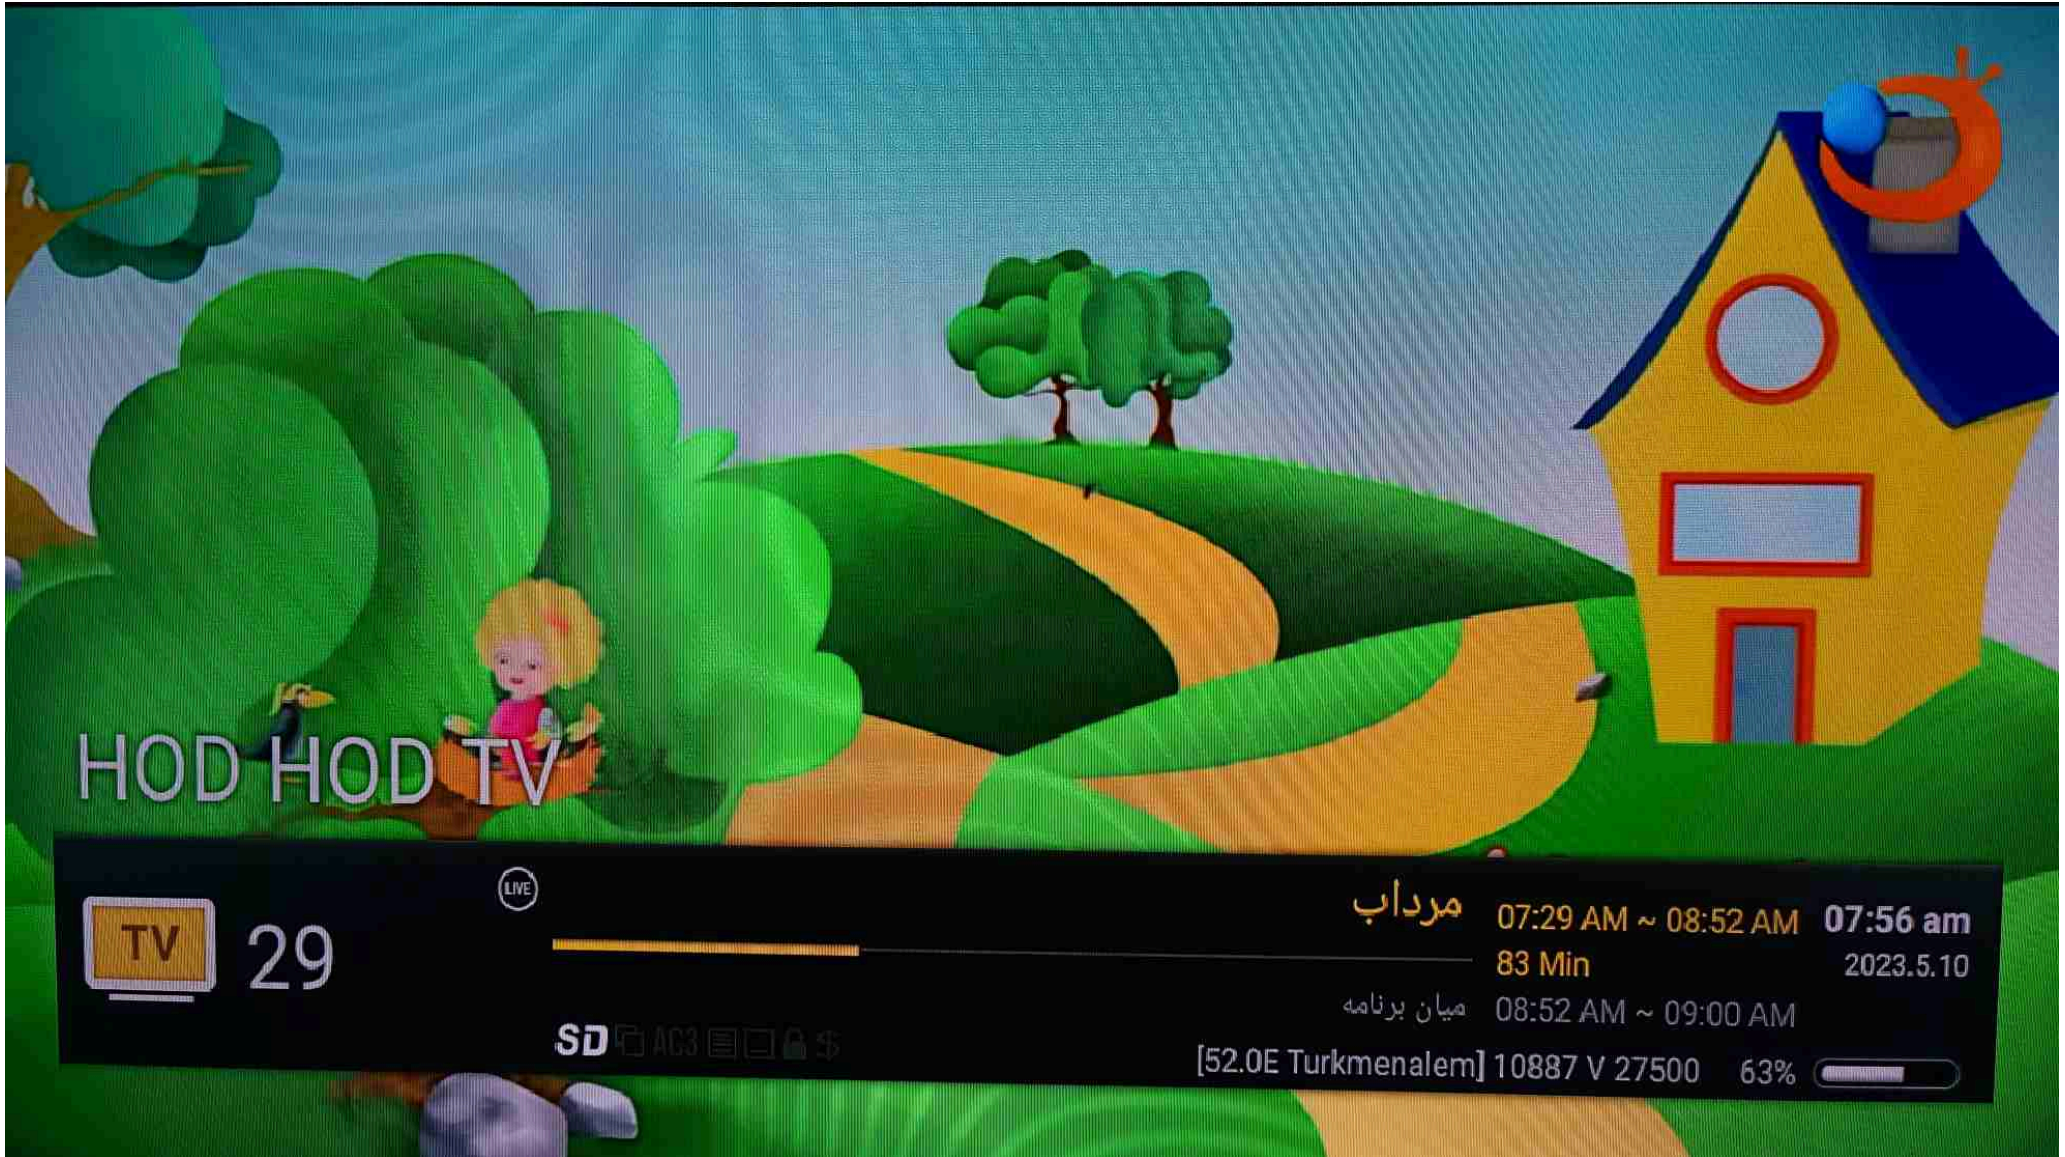 HOD HOD TV
TV 29
LIVE
مرداب 07:29 AM ~ 08:52 AM 07:56 am
83 Min 2023.5.10
میان برنامه 08:52 AM ~ 09:00 AM
SD AC3 $
[52.0E Turkmenalem] 10887 V 27500 63%